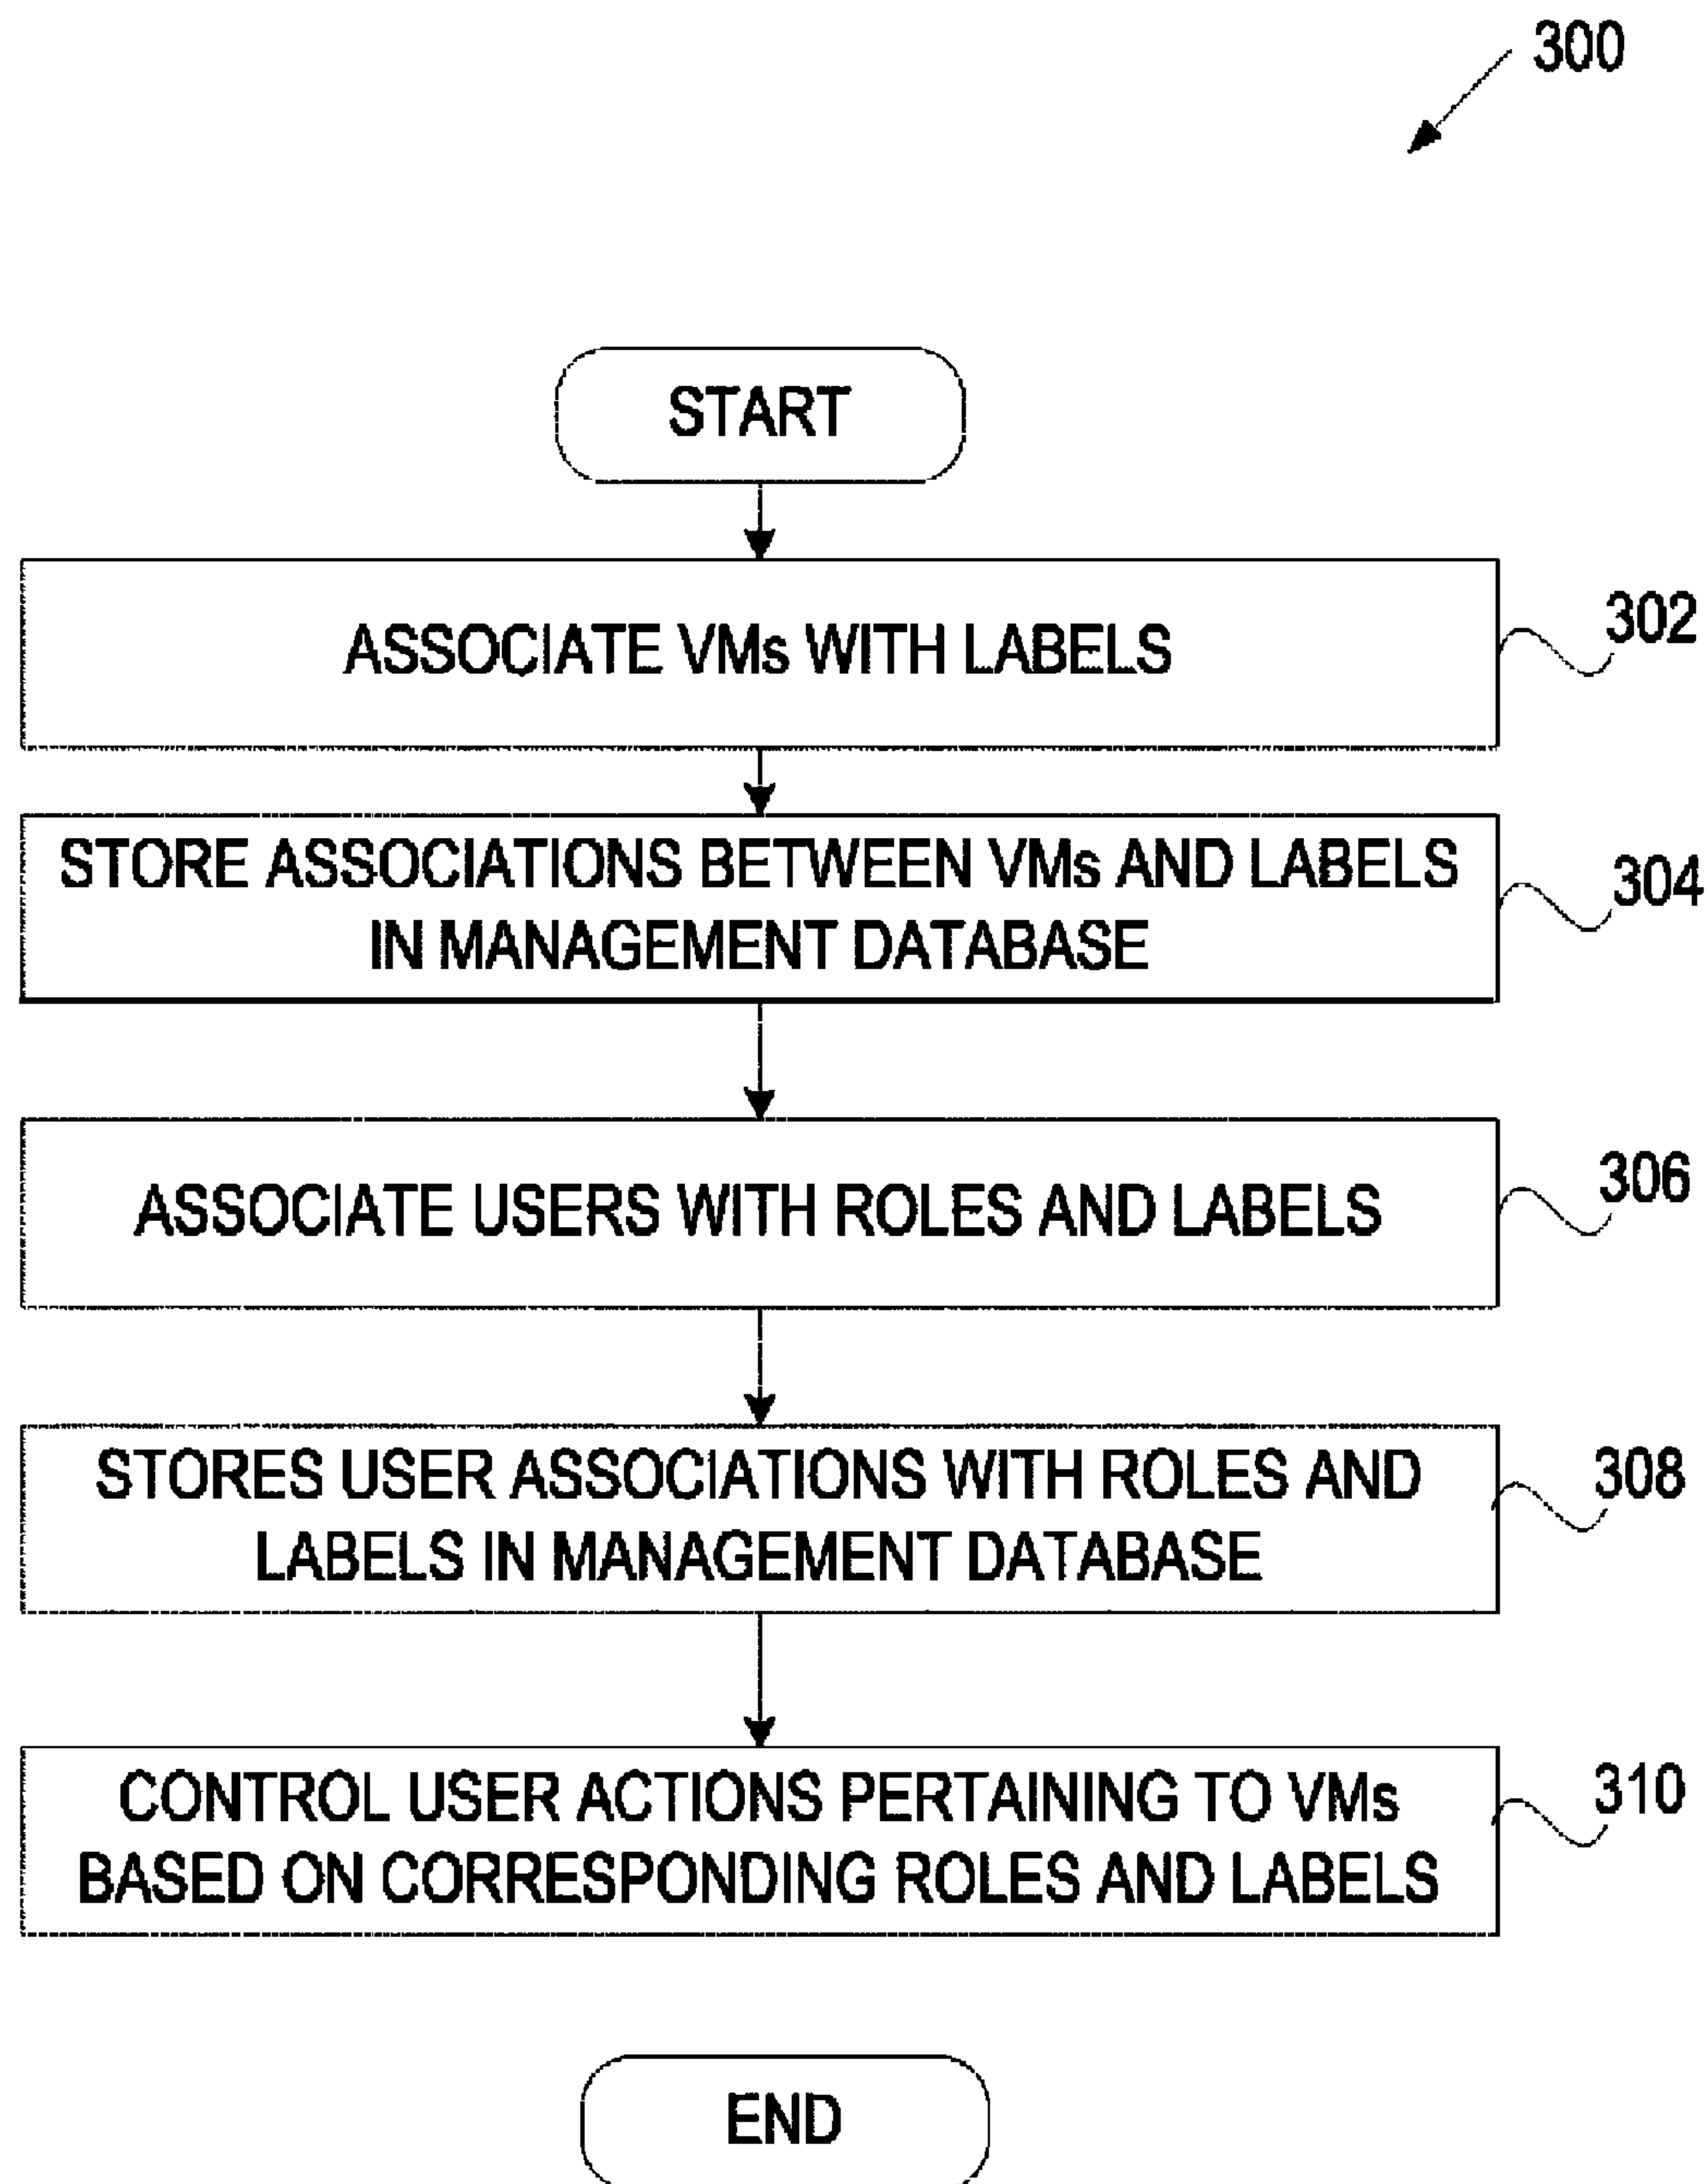 300
START
ASSOCIATE VMs WITH LABELS
302
STORE ASSOCIATIONS BETWEEN VMs AND LABELS
IN MANAGEMENT DATABASE
304
ASSOCIATE USERS WITH ROLES AND LABELS
306
STORES USER ASSOCIATIONS WITH ROLES AND
LABELS IN MANAGEMENT DATABASE
308
CONTROL USER ACTIONS PERTAINING TO VMs
BASED ON CORRESPONDING ROLES AND LABELS
310
END